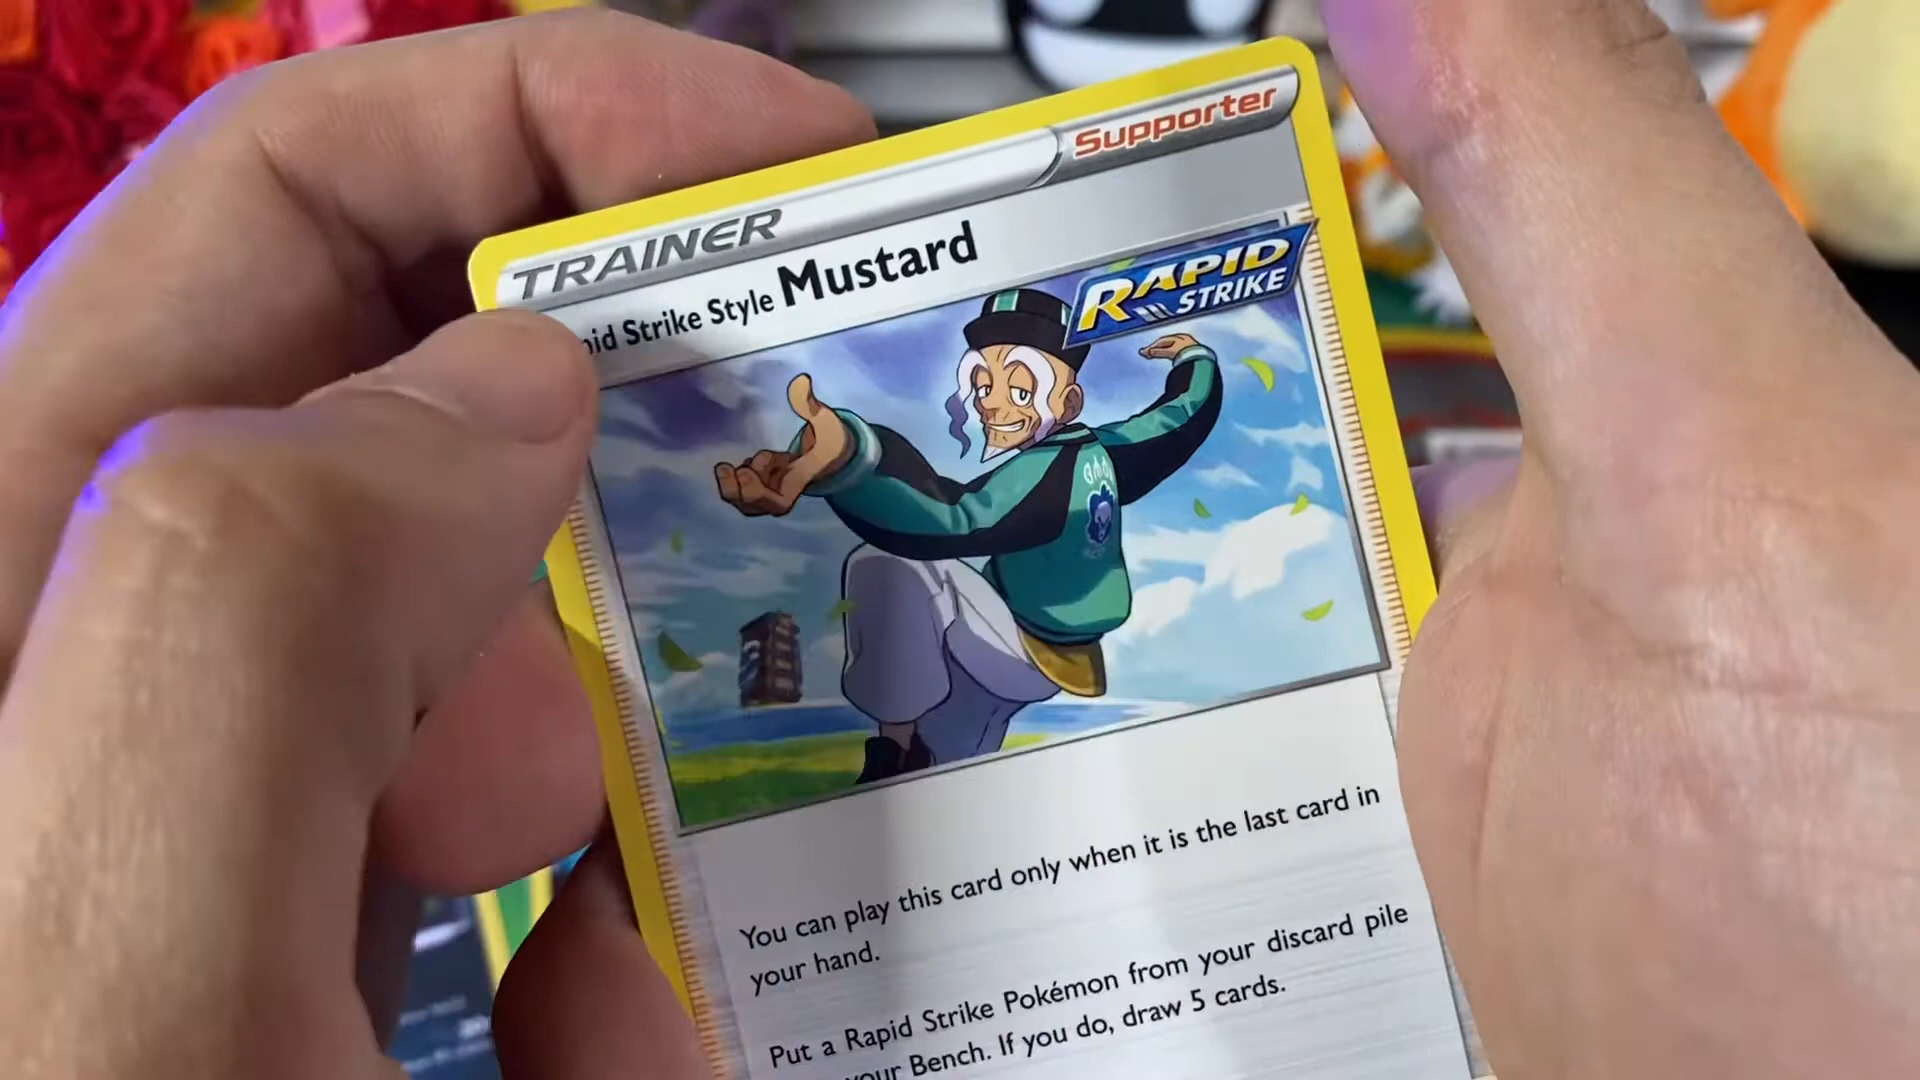 Supporter
TRAINER
id Strike Style Mustard
RAPID
STRIKE
You can play this card only when it is the last card in
your hand.
Put a Rapid Strike Pokémon from your discard pile
your Bench. If you do, draw 5 cards.